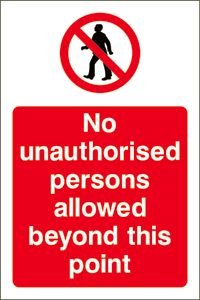 No
unauthorised
persons
allowed
beyond this
point